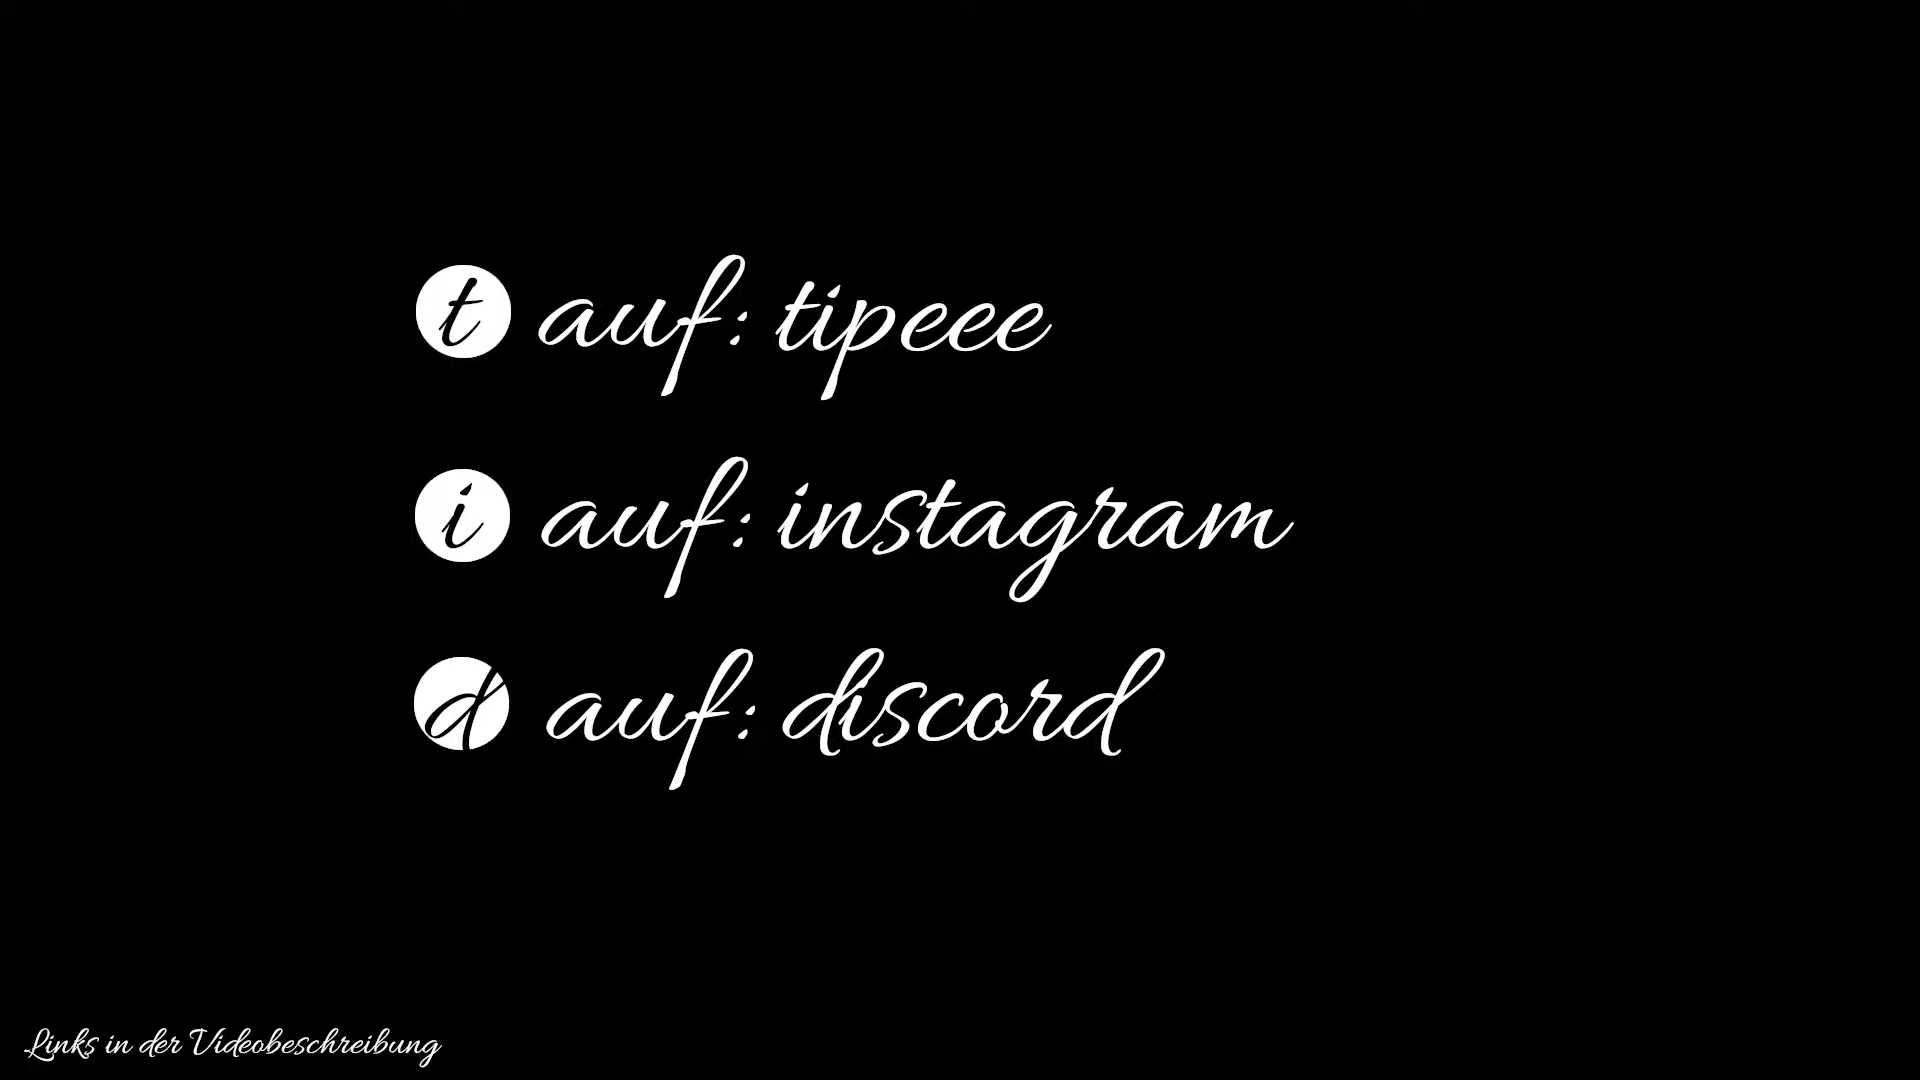 t auf: tipeee
i auf: instagram
d auf: discord
Links in der Videobeschreibung